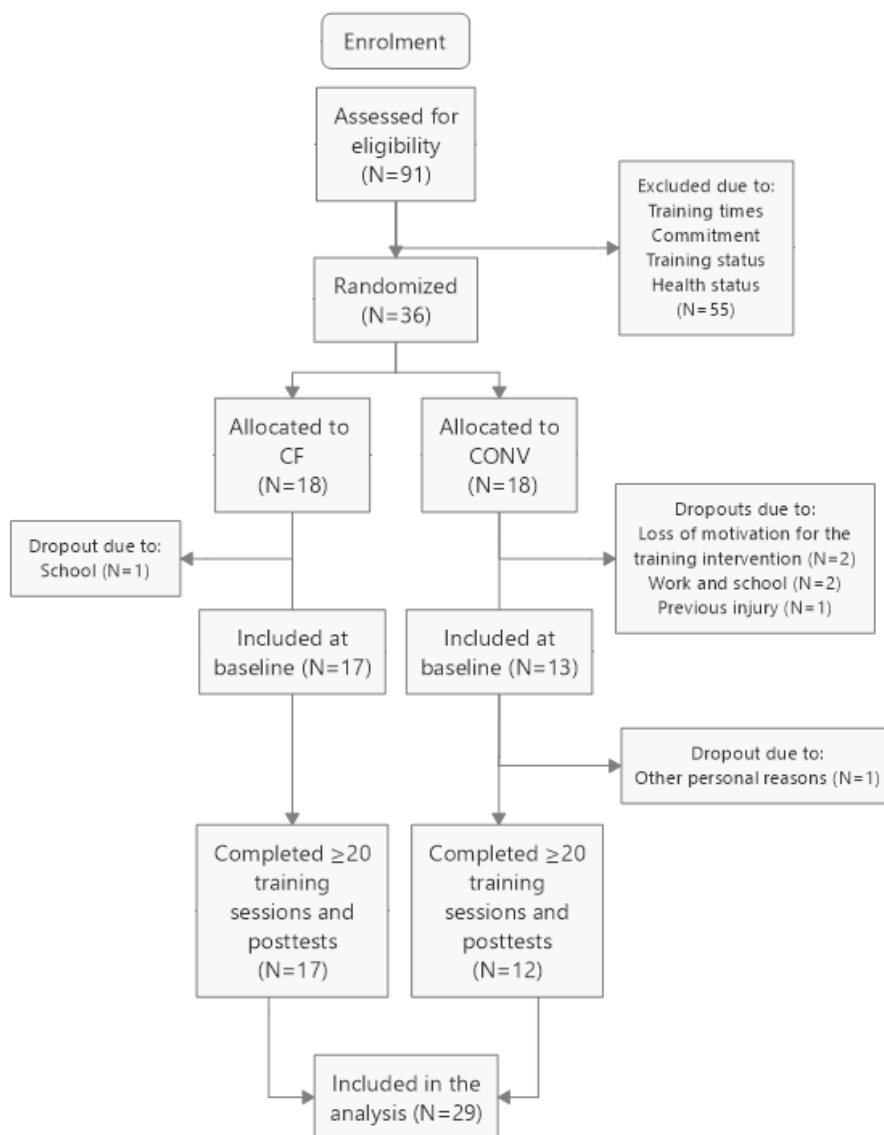 Enrolment
Assessed for
eligibility
(N=91)
Excluded due to:
Training times
Commitment
Training status
Health status
(N=55)
Randomized
(N=36)
Allocated to
CF
(N=18)
Allocated to
CONV
(N=18)
Dropout due to:
School (N=1)
Dropouts due to:
Loss of motivation for the
training intervention (N=2)
Work and school (N=2)
Previous injury (N=1)
Included at
baseline (N=17)
Included at
baseline (N=13)
Dropout due to:
Other personal reasons (N=1)
Completed ≥20
training
sessions and
posttests
(N=17)
Completed ≥20
training
sessions and
posttests
(N=12)
Included in the
analysis (N=29)